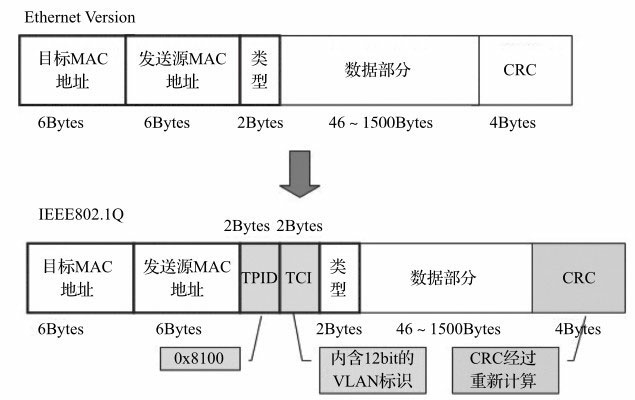 Ethernet Version
目标MAC
地址
发送源MAC
地址
类
型
数据部分
CRC
6Bytes
6Bytes
2Bytes
46~1500Bytes
4Bytes
IEEE802.1Q
2Bytes
2Bytes
目标MAC
地址
发送源MAC
地址
TPID
TCI
类
型
数据部分
CRC
6Bytes
6Bytes
2Bytes
46~1500Bytes
4Bytes
0x8100
内含12bit的
VLAN标识
CRC经过
重新计算